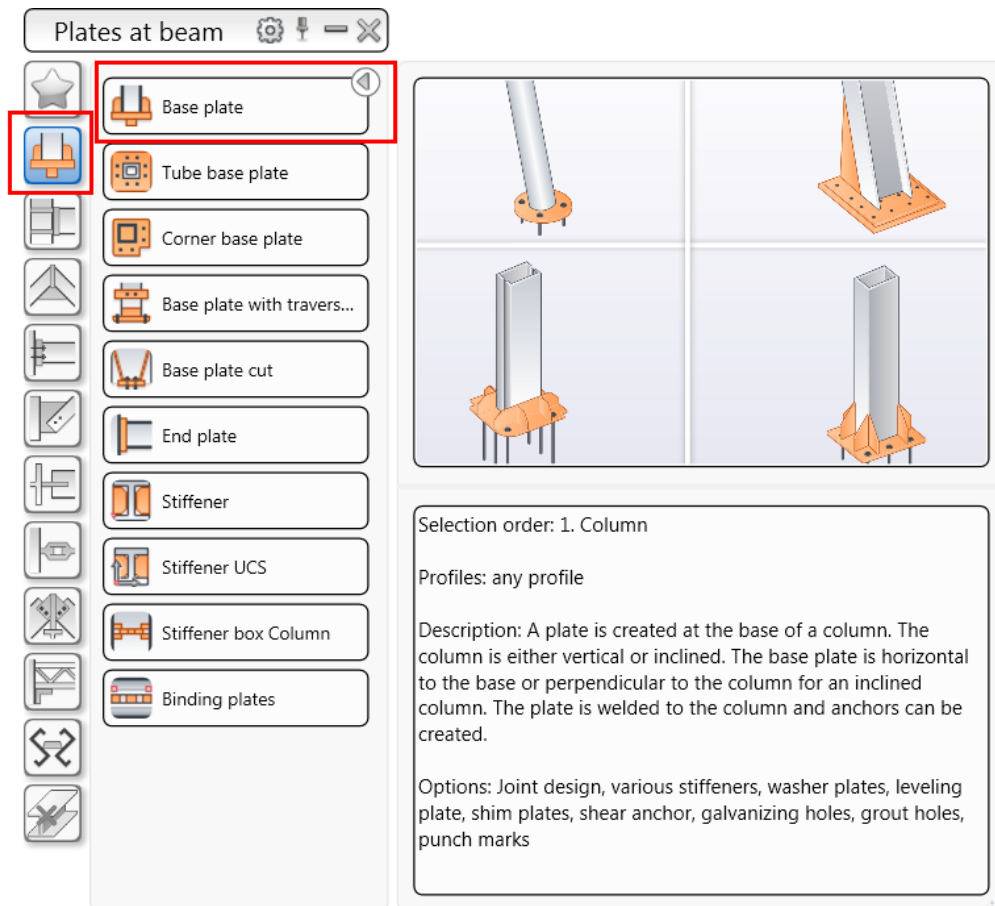 Plates at beam
Base plate
Tube base plate
Corner base plate
Base plate with travers...
Base plate cut
End plate
Stiffener
Stiffener UCS
Stiffener box Column
Binding plates
Selection order: 1. Column
Profiles: any profile
Description: A plate is created at the base of a column. The
column is either vertical or inclined. The base plate is horizontal
to the base or perpendicular to the column for an inclined
column. The plate is welded to the column and anchors can be
created.
Options: Joint design, various stiffeners, washer plates, leveling
plate, shim plates, shear anchor, galvanizing holes, grout holes,
punch marks